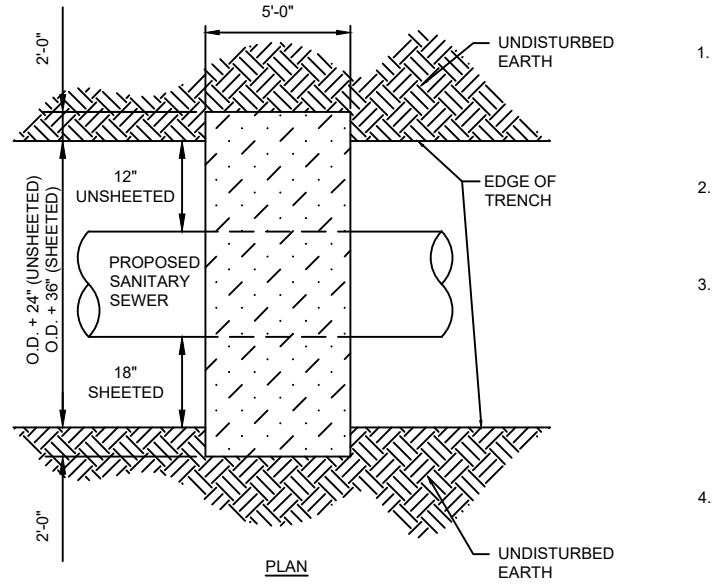 5'-0"
2'-0"
UNDISTURBED
EARTH
1.
12"
UNSHEETED
EDGE OF
TRENCH
2.
O.D. + 24" (UNSHEETED)
O.D. + 36" (SHEETED)
PROPOSED
SANITARY
SEWER
3.
18"
SHEETED
2'-0"
4.
UNDISTURBED
EARTH
PLAN